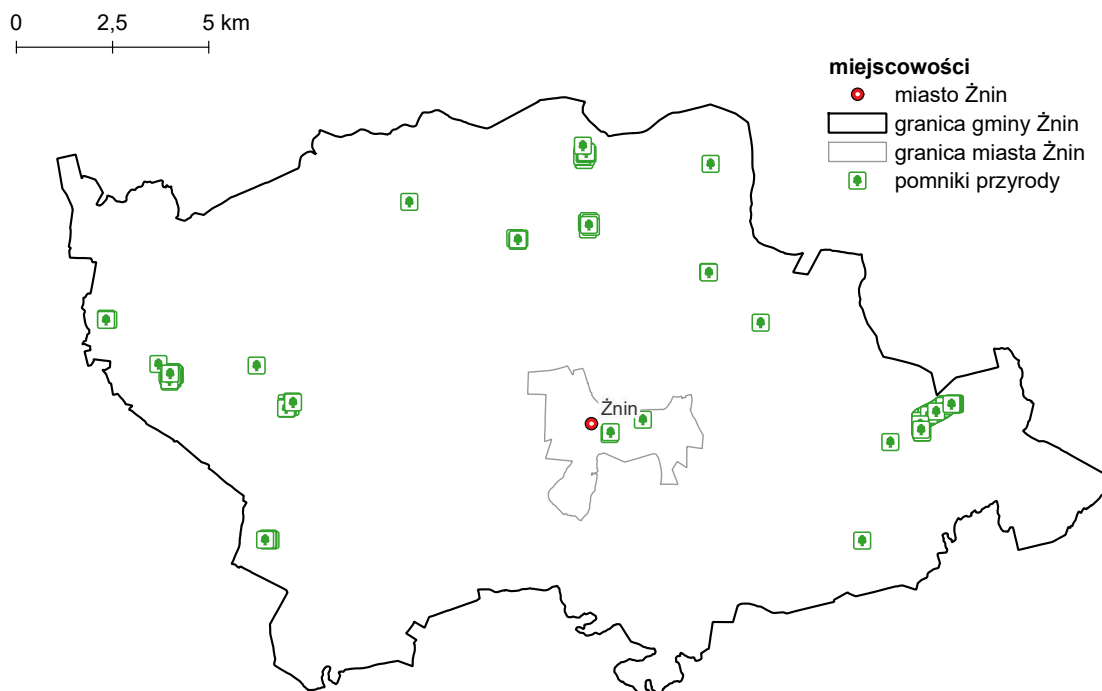 0 2,5 5 km
miejscowości
miasto Żnin
granica gminy Żnin
granica miasta Żnin
pomniki przyrody
Żnin